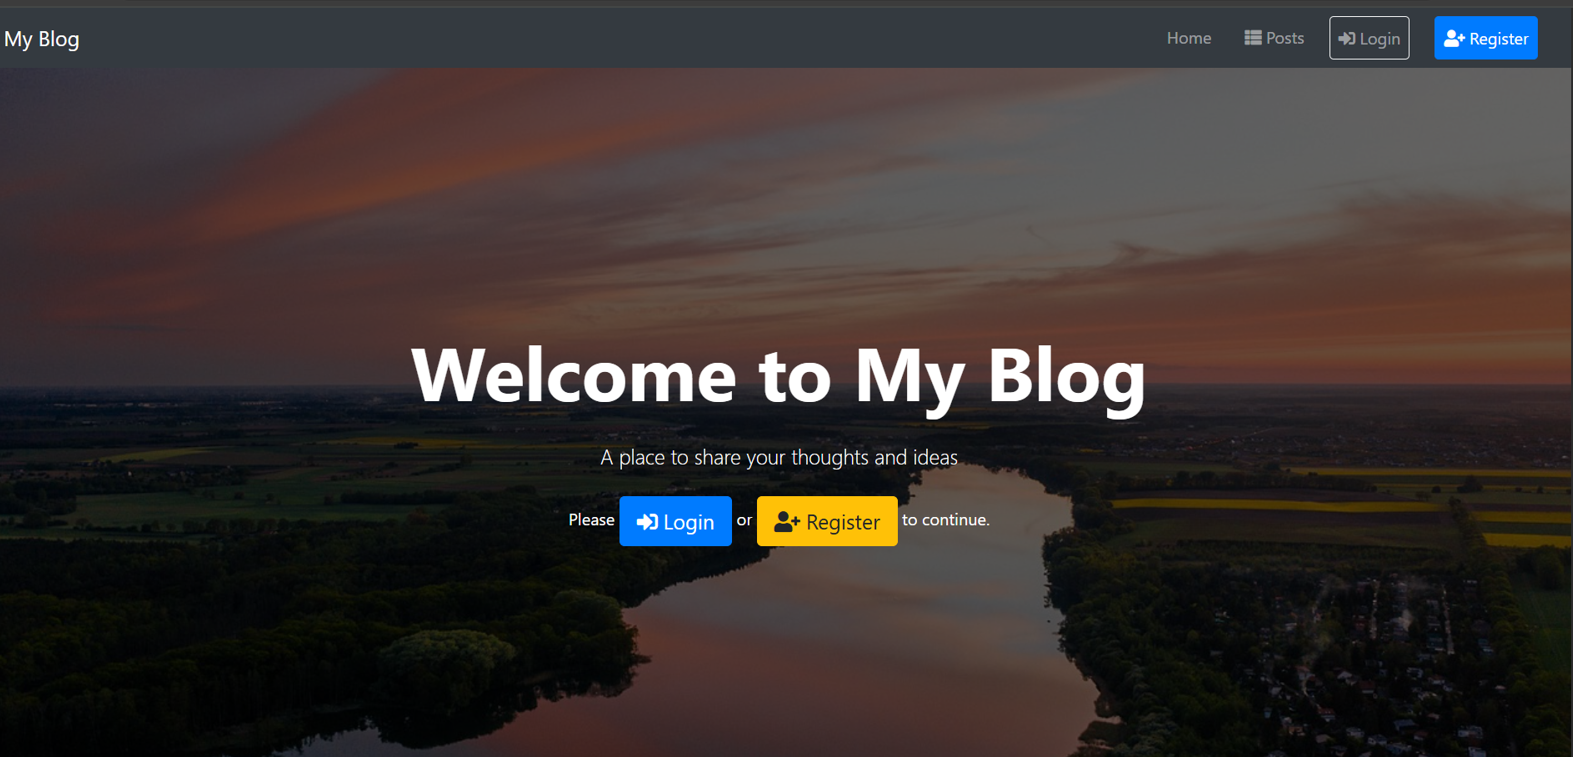 My Blog
Home Posts Login Register
Welcome to My Blog
A place to share your thoughts and ideas
Please Login or Register to continue.